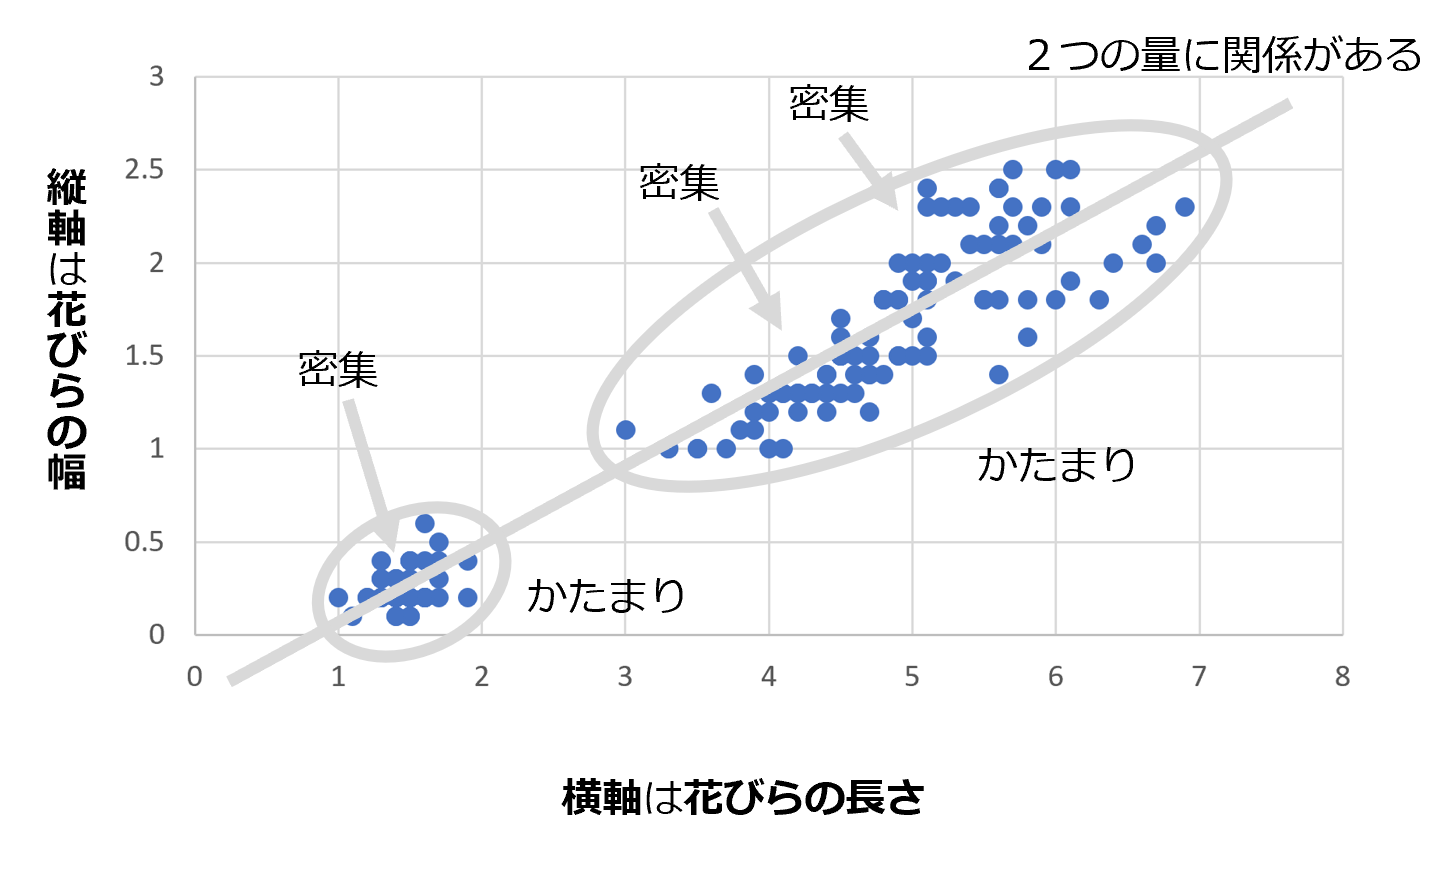 ２つの量に関係がある
密集
密集
密集
かたまり
かたまり
縦軸は花びらの幅
3
2.5
2
1.5
1
0.5
0
0 1 2 3 4 5 6 7 8
横軸は花びらの長さ